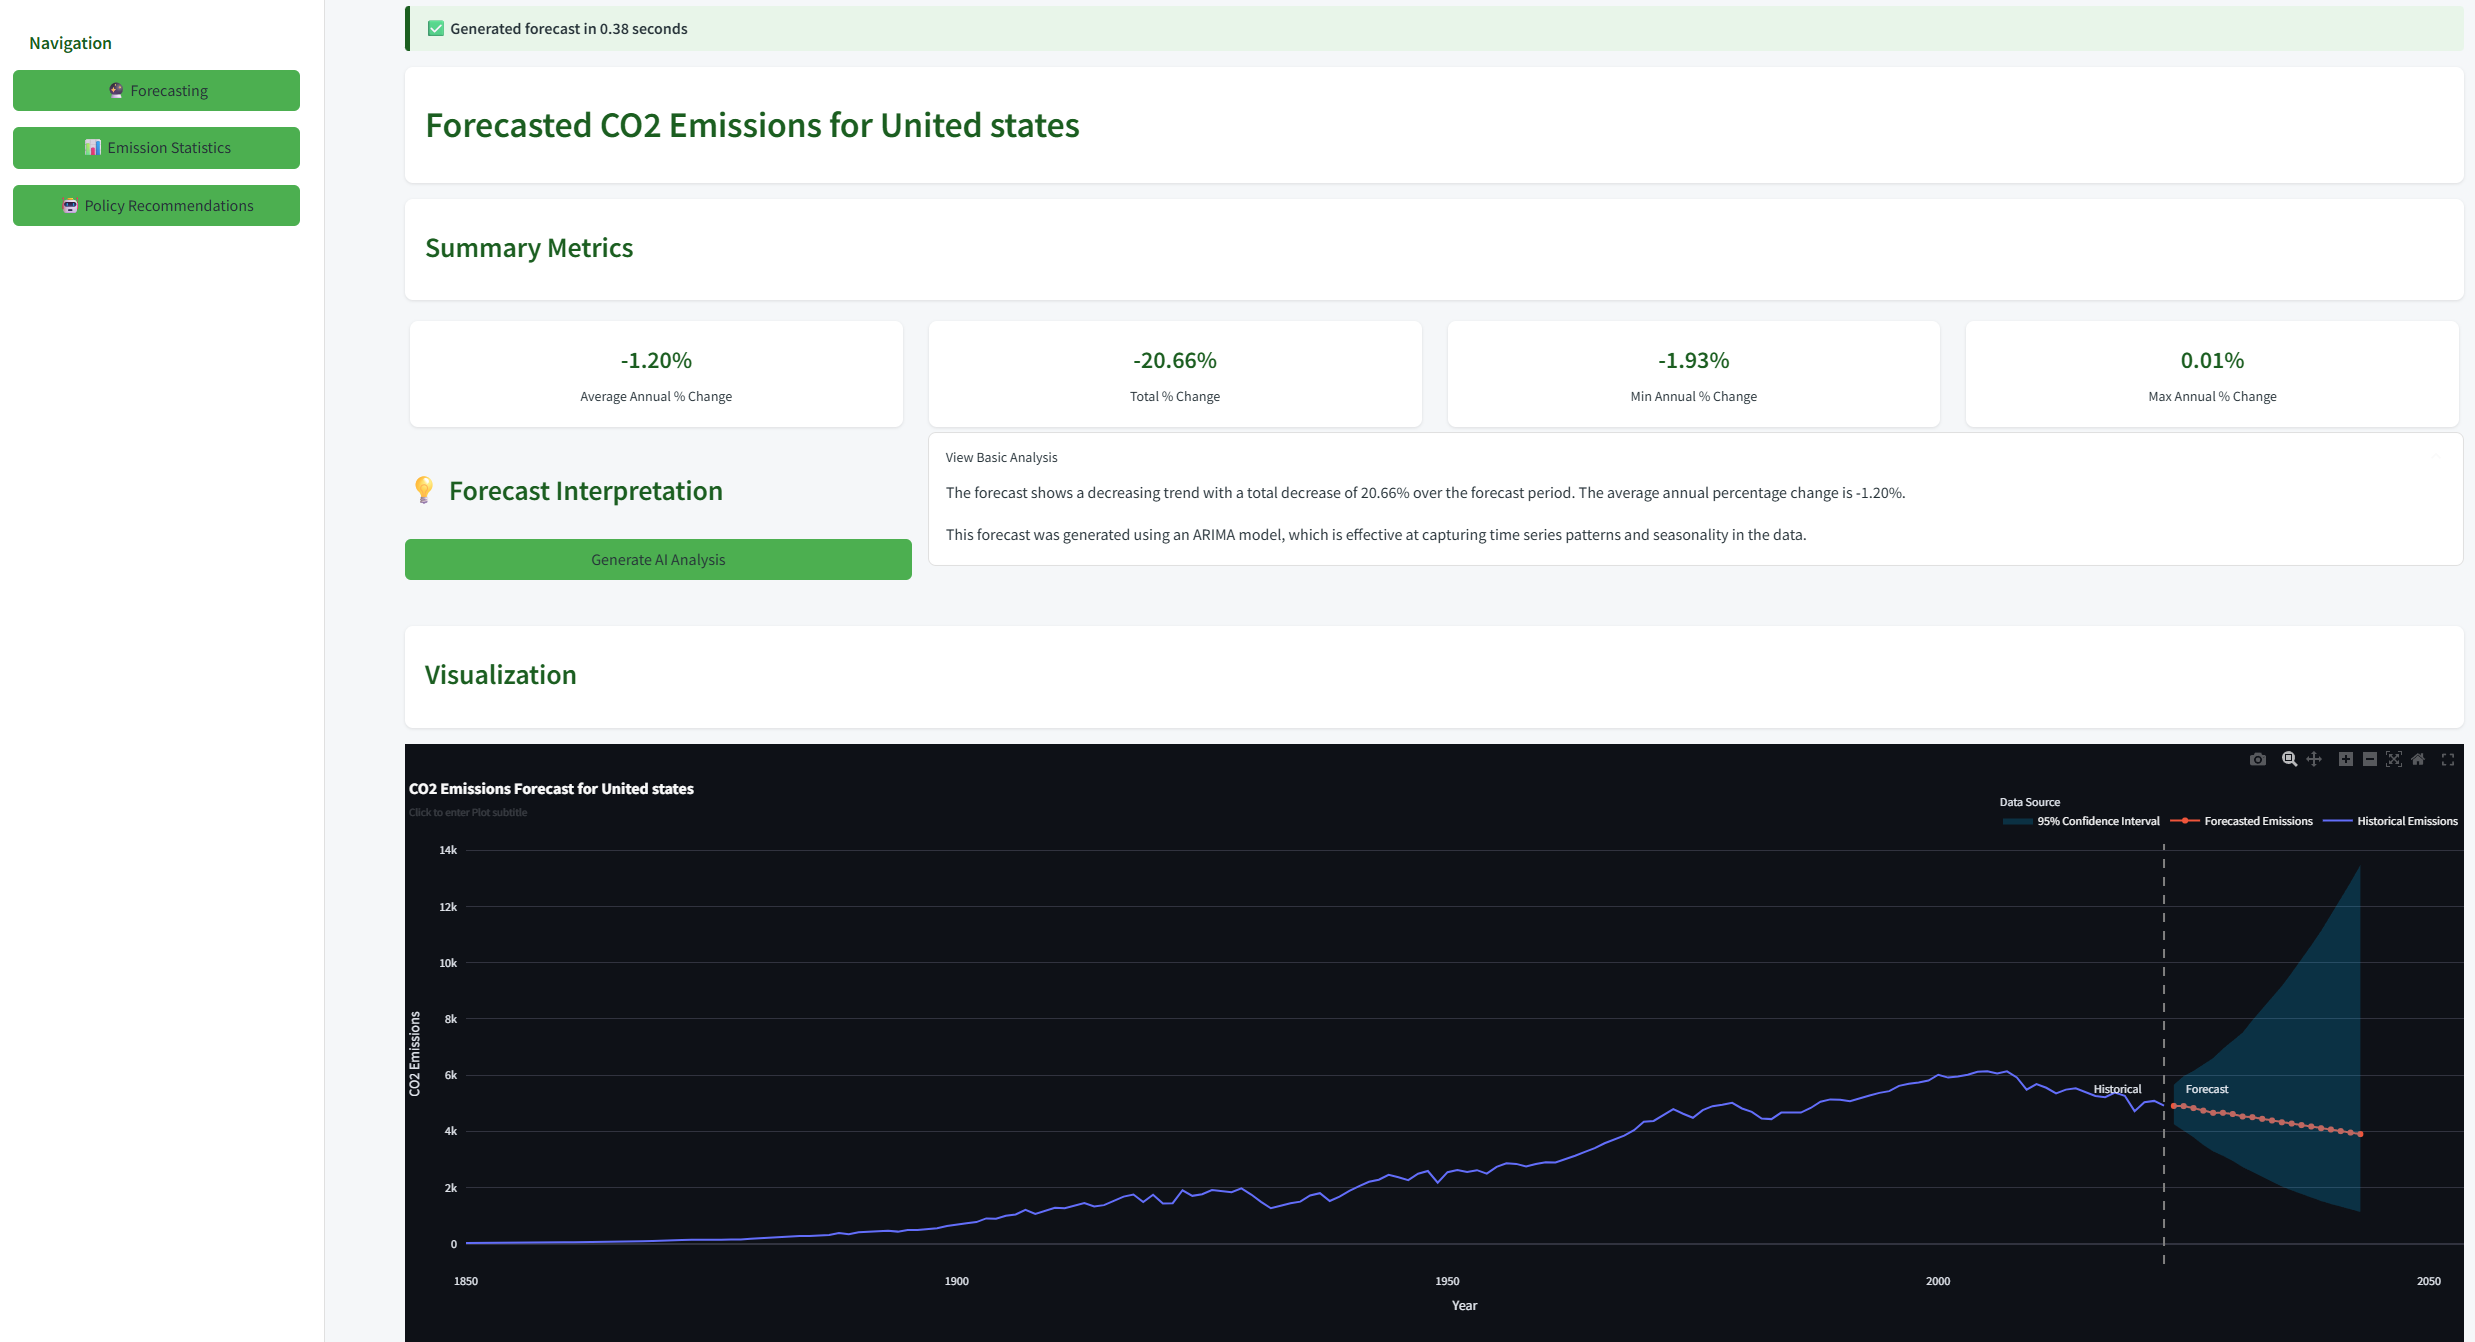 Navigation
Forecasting
Emission Statistics
Policy Recommendations
Generated forecast in 0.38 seconds
Forecasted CO2 Emissions for United states
Summary Metrics
-1.20%
Average Annual % Change
-20.66%
Total % Change
-1.93%
Min Annual % Change
0.01%
Max Annual % Change
Forecast Interpretation
Generate AI Analysis
View Basic Analysis
The forecast shows a decreasing trend with a total decrease of 20.66% over the forecast period. The average annual percentage change is -1.20%.
This forecast was generated using an ARIMA model, which is effective at capturing time series patterns and seasonality in the data.
Visualization
CO2 Emissions Forecast for United states
Click to enter Plot subtitle
Data Source
95% Confidence Interval
Forecasted Emissions
Historical Emissions
14k
12k
10k
8k
6k
4k
2k
0
CO2 Emissions
Historical
Forecast
1850
1900
1950
2000
2050
Year